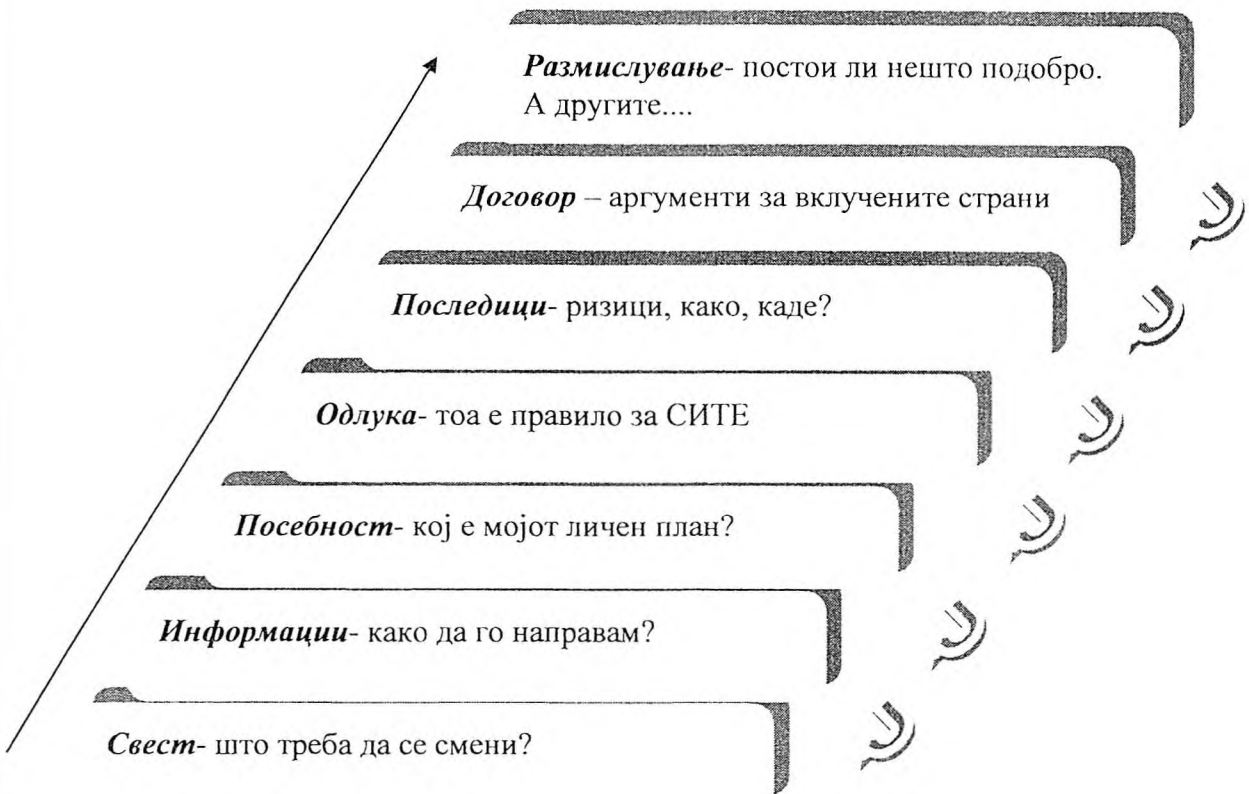 Размислување- постои ли нешто подобро.
А другите....
Договор – аргументи за вклучените страни
Последици- ризици, како, каде?
Одлука- тоа е правило за СИТЕ
Посебност- кој е мојот личен план?
Информации- како да го направам?
Свест- што треба да се смени?